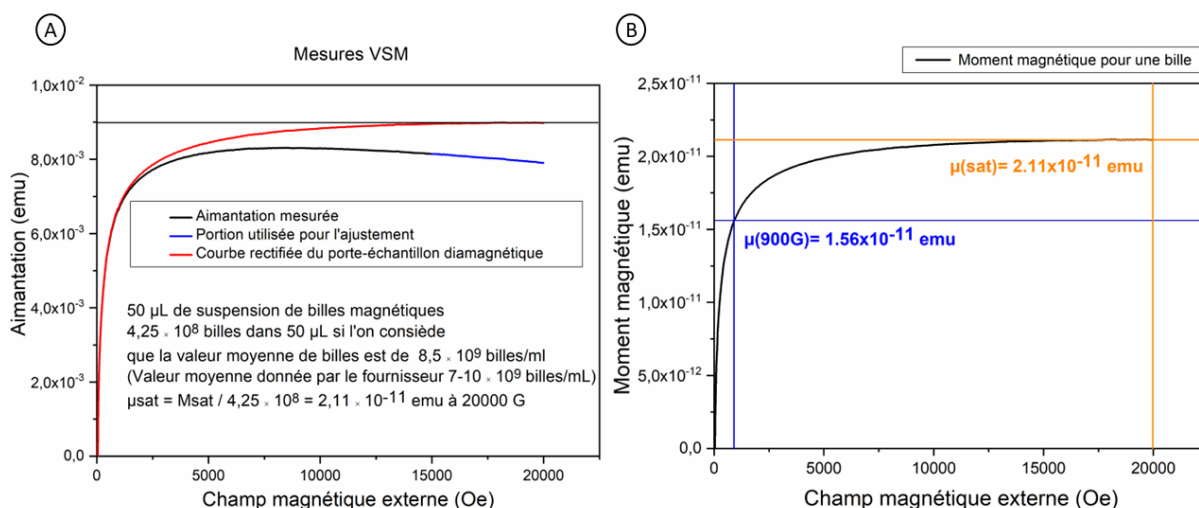 A
Mesures VSM
Aimantation (emu)
1,0x10⁻²
8,0x10⁻³
6,0x10⁻³
4,0x10⁻³
2,0x10⁻³
0,0
Aimantation mesurée
Portion utilisée pour l'ajustement
Courbe rectifiée du porte-échantillon diamagnétique
50 µL de suspension de billes magnétiques
4,25 × 10⁸ billes dans 50 µL si l'on considède
que la valeur moyenne de billes est de 8,5 × 10⁹ billes/ml
(Valeur moyenne donnée par le fournisseur 7-10 × 10⁹ billes/mL)
µsat = Msat / 4,25 × 10⁸ = 2,11 × 10⁻¹¹ emu à 20000 G
0 5000 10000 15000 20000
Champ magnétique externe (Oe)
B
Moment magnétique pour une bille
Moment magnétique (emu)
2,5x10⁻¹¹
2,0x10⁻¹¹
1,5x10⁻¹¹
1,0x10⁻¹¹
5,0x10⁻¹²
0,0
µ(sat)= 2.11x10⁻¹¹ emu
µ(900G)= 1.56x10⁻¹¹ emu
0 5000 10000 15000 20000
Champ magnétique externe (Oe)